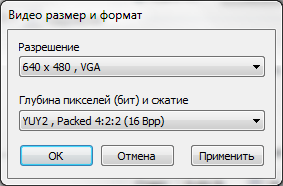 Видео размер и формат
Разрешение
640 x 480 , VGA
Глубина пикселей (бит) и сжатие
YUY2 , Packed 4:2:2 (16 Bpp)
OK Отмена Применить